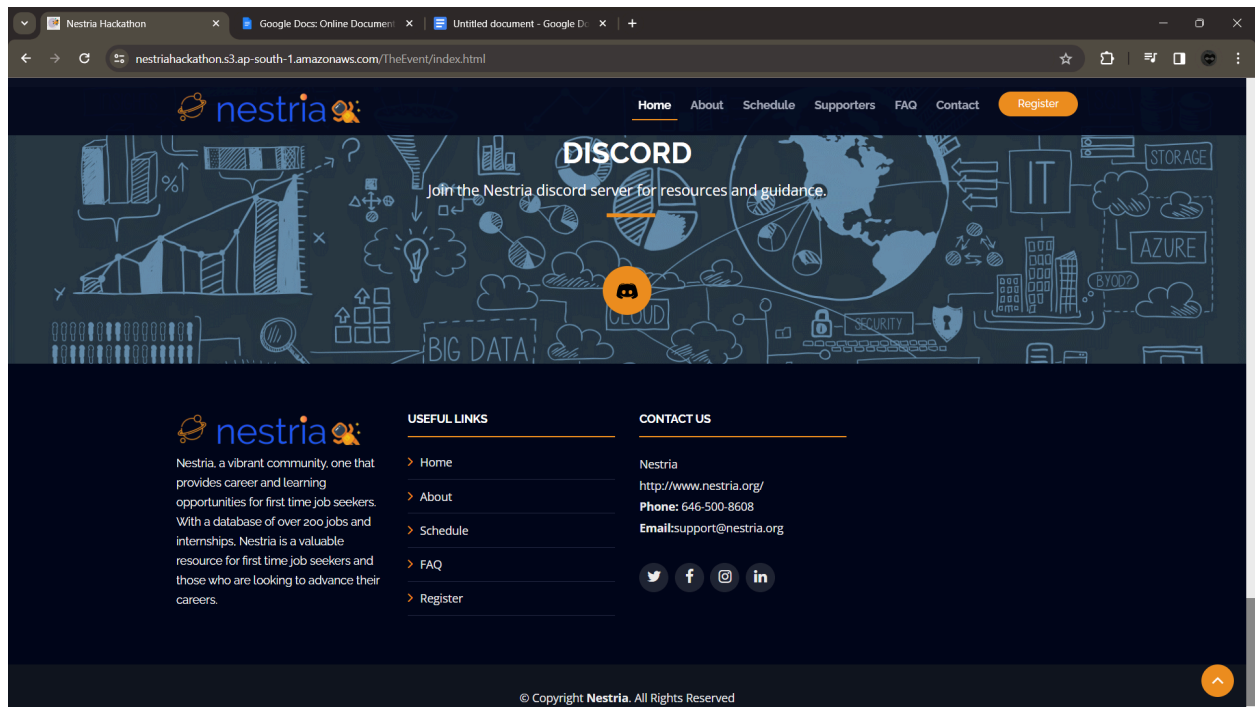 Nestria Hackathon
Google Docs: Online Document
Untitled document - Google Do
nestriahackathon.s3.ap-south-1.amazonaws.com/TheEvent/index.html
nestria
Home About Schedule Supporters FAQ Contact Register
DISCORD
Join the Nestria discord server for resources and guidance.
%
?
IT
STORAGE
AZURE
BYOD?
CLOUD
SECURITY
BIG DATA
nestria
Nestria, a vibrant community, one that
provides career and learning
opportunities for first time job seekers.
With a database of over 200 jobs and
internships, Nestria is a valuable
resource for first time job seekers and
those who are looking to advance their
careers.
USEFUL LINKS
Home
About
Schedule
FAQ
Register
CONTACT US
Nestria
http://www.nestria.org/
Phone: 646-500-8608
Email:support@nestria.org
© Copyright Nestria. All Rights Reserved